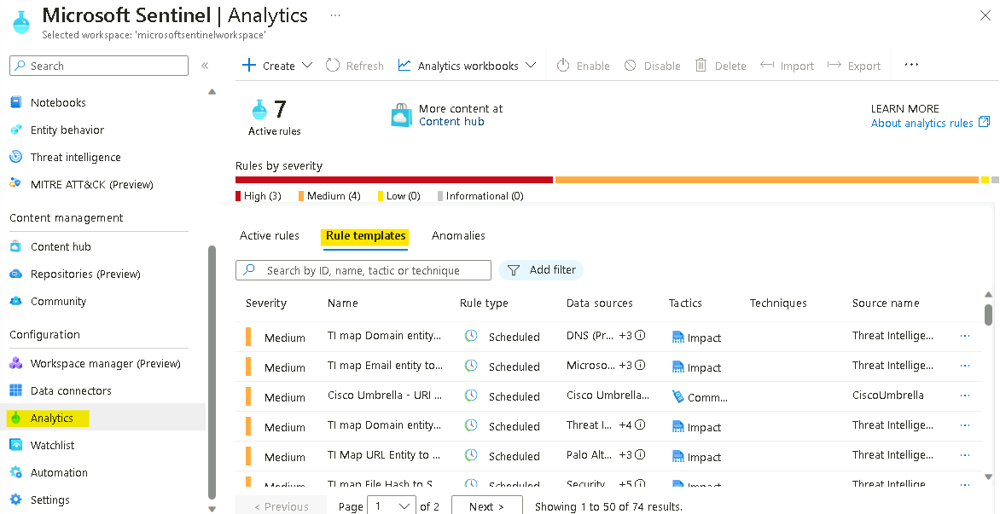 Microsoft Sentinel | Analytics ...
Selected workspace: 'microsoftsentinelworkspace'
Search
«
Create
Refresh
Analytics workbooks
Enable
Disable
Delete
Import
Export
...
Notebooks
Entity behavior
Threat intelligence
MITRE ATT&CK (Preview)
Content management
Content hub
Repositories (Preview)
Community
Configuration
Workspace manager (Preview)
Data connectors
Analytics
Watchlist
Automation
Settings
7
Active rules
More content at
Content hub
LEARN MORE
About analytics rules
Rules by severity
High (3) Medium (4) Low (0) Informational (0)
Active rules Rule templates Anomalies
Search by ID, name, tactic or technique
Add filter
Severity Name Rule type Data sources Tactics Techniques Source name
Medium TI map Domain entity... Scheduled DNS (Pr... +3 Impact Threat Intellige... ...
Medium TI map Email entity to... Scheduled Microso... +3 Impact Threat Intellige... ...
Medium Cisco Umbrella - URI ... Scheduled Cisco Umbrella... Comm... CiscoUmbrella ...
Medium TI map Domain entity... Scheduled Threat I... +4 Impact Threat Intellige... ...
Medium TI Map URL Entity to ... Scheduled Palo Alt... +3 Impact Threat Intellige... ...
Medium TI map File Hash to S... Scheduled Security... +5 Impact Threat Intellige... ...
< Previous Page 1 of 2 Next > Showing 1 to 50 of 74 results.